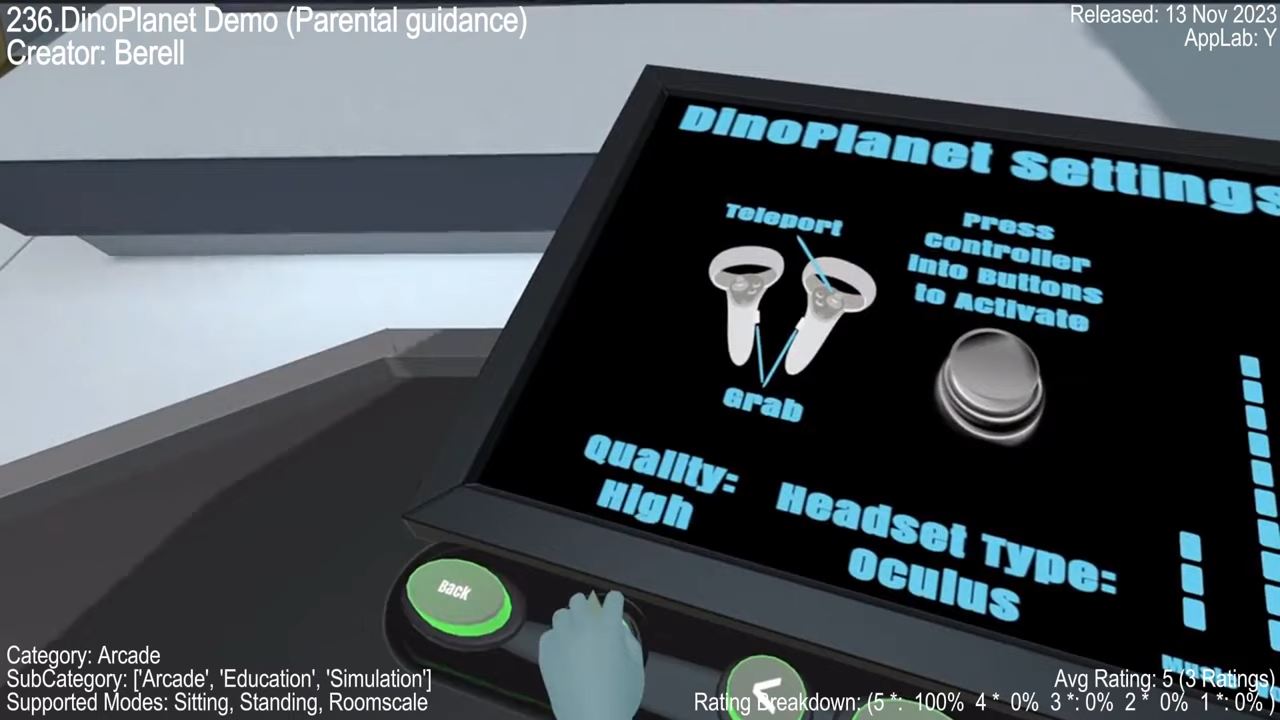 236.DinoPlanet Demo (Parental guidance)
Creator: Berell
Released: 13 Nov 2023
AppLab: Y
DinoPlanet Settings
Teleport
Press
Controller
Into Buttons
to Activate
Grab
Quality:
High
Headset Type:
Oculus
Back
<
Category: Arcade
SubCategory: ['Arcade', 'Education', 'Simulation']
Supported Modes: Sitting, Standing, Roomscale
Avg Rating: 5 (3 Ratings)
Rating Breakdown: (5 *: 100% 4 * 0% 3 *:0% 2 * 0% 1 *:0% )